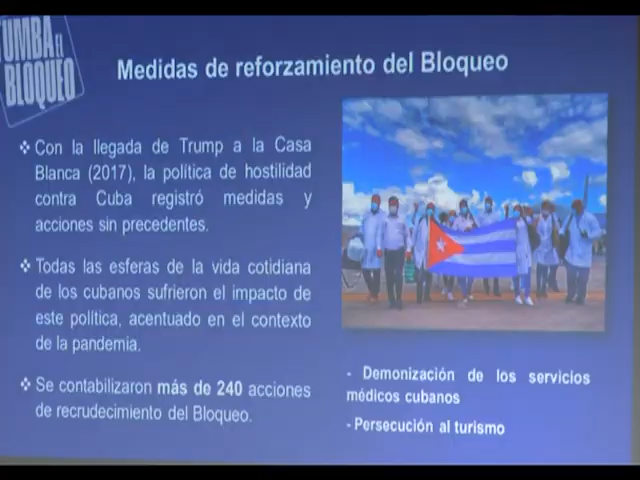 TUMBA EL
BLOQUEO
Medidas de reforzamiento del Bloqueo
❖ Con la llegada de Trump a la Casa
Blanca (2017), la política de hostilidad
contra Cuba registró medidas y
acciones sin precedentes.
❖ Todas las esferas de la vida cotidiana
de los cubanos sufrieron el impacto de
este política, acentuado en el contexto
de la pandemia.
❖ Se contabilizaron más de 240 acciones
de recrudecimiento del Bloqueo.
- Demonización de los servicios
médicos cubanos
- Persecución al turismo